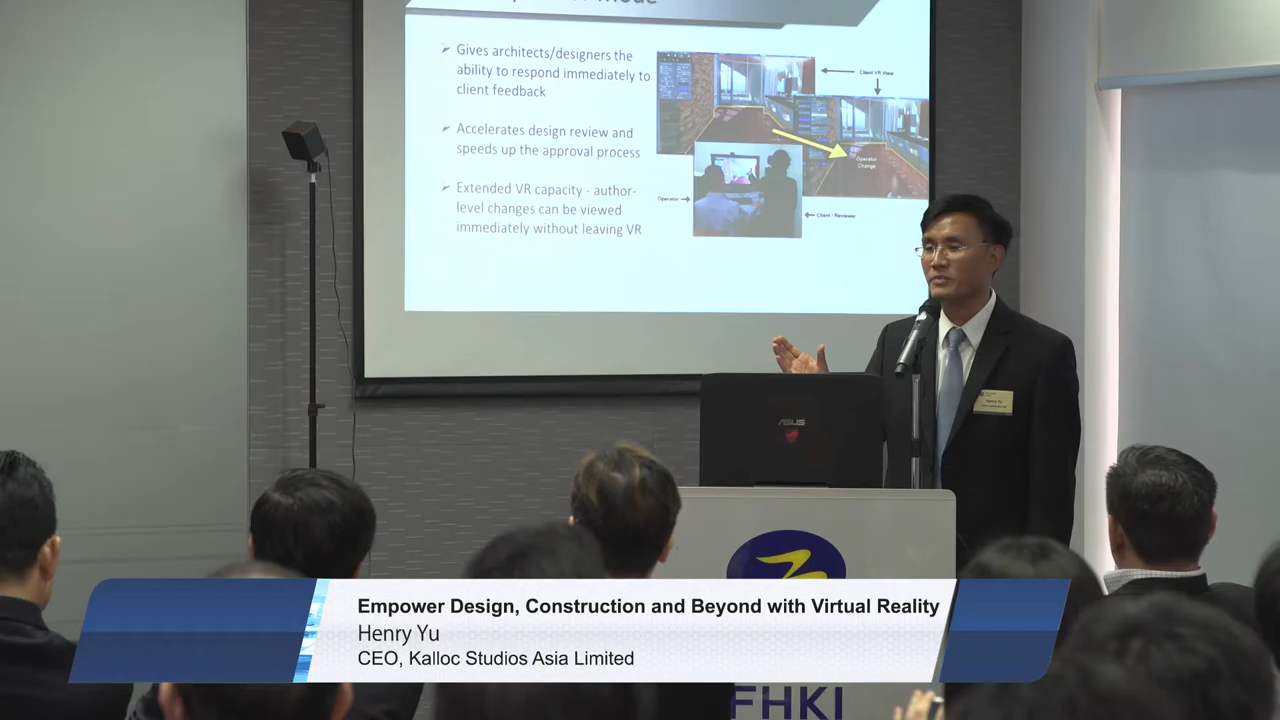 Gives architects/designers the
ability to respond immediately to
client feedback
Accelerates design review and
speeds up the approval process
Extended VR capacity - author-
level changes can be viewed
immediately without leaving VR
Client VR View
Operator
Change
Operator
Client / Reviewer
ASUS
Henry Yu
Empower Design, Construction and Beyond with Virtual Reality
Henry Yu
CEO, Kalloc Studios Asia Limited
FHKI